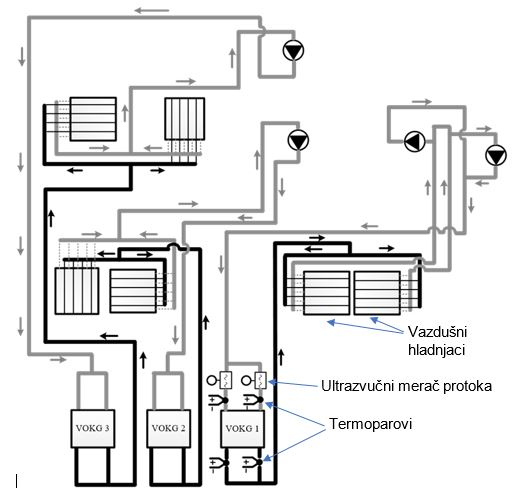 Vazdušni
hladnjaci
Ultrazvučni merač protoka
Termoparovi
VOKG 3
VOKG 2
VOKG 1